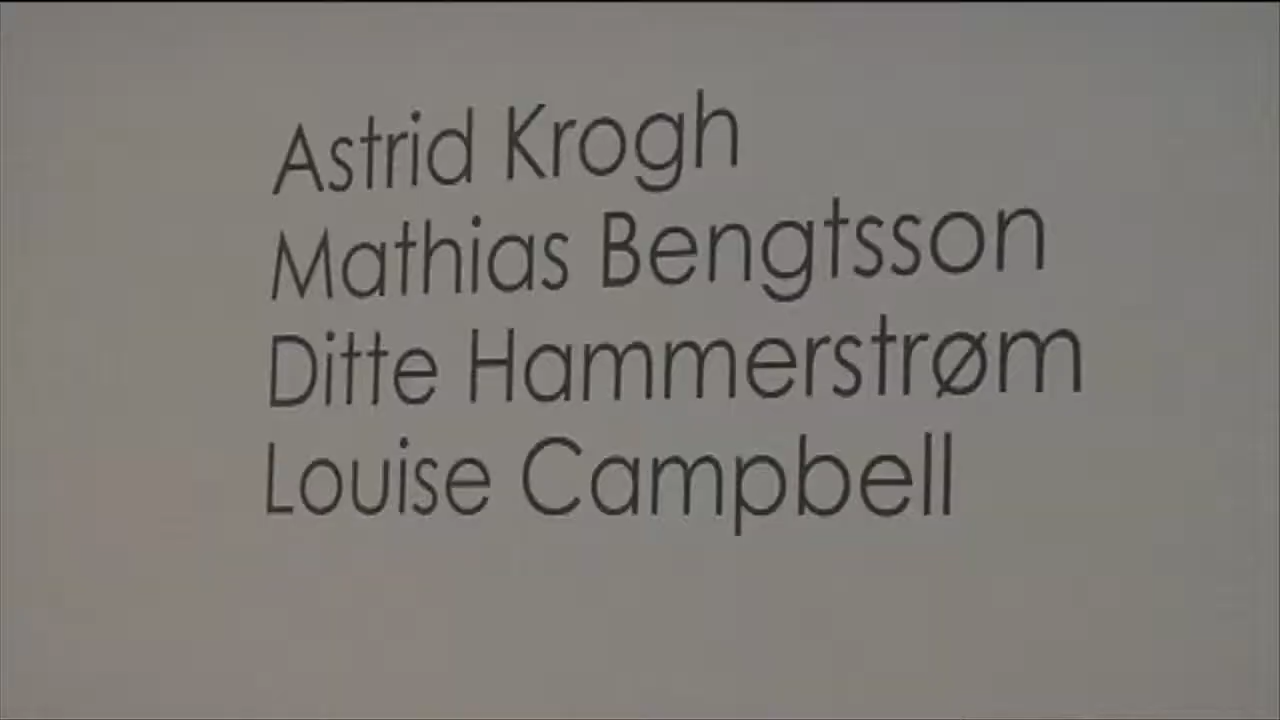 Astrid Krogh
Mathias Bengtsson
Ditte Hammerstrøm
Louise Campbell